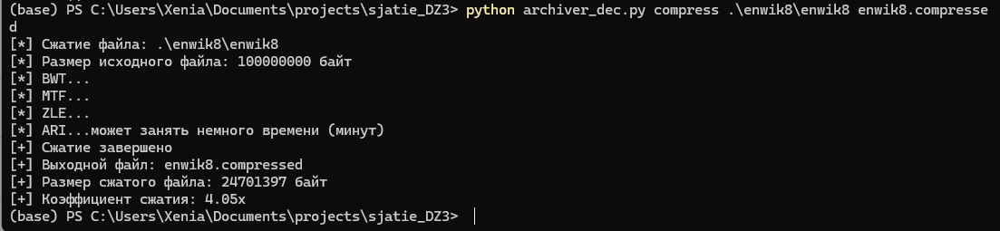 (base) PS C:\Users\Xenia\Documents\projects\sjatie_DZ3> python archiver_dec.py compress .\enwik8\enwik8 enwik8.compresse
d
[*] Сжатие файла: .\enwik8\enwik8
[*] Размер исходного файла: 100000000 байт
[*] BWT...
[*] MTF...
[*] ZLE...
[*] ARI...может занять немного времени (минут)
[+] Сжатие завершено
[+] Выходной файл: enwik8.compressed
[+] Размер сжатого файла: 24701397 байт
[+] Коэффициент сжатия: 4.05x
(base) PS C:\Users\Xenia\Documents\projects\sjatie_DZ3>